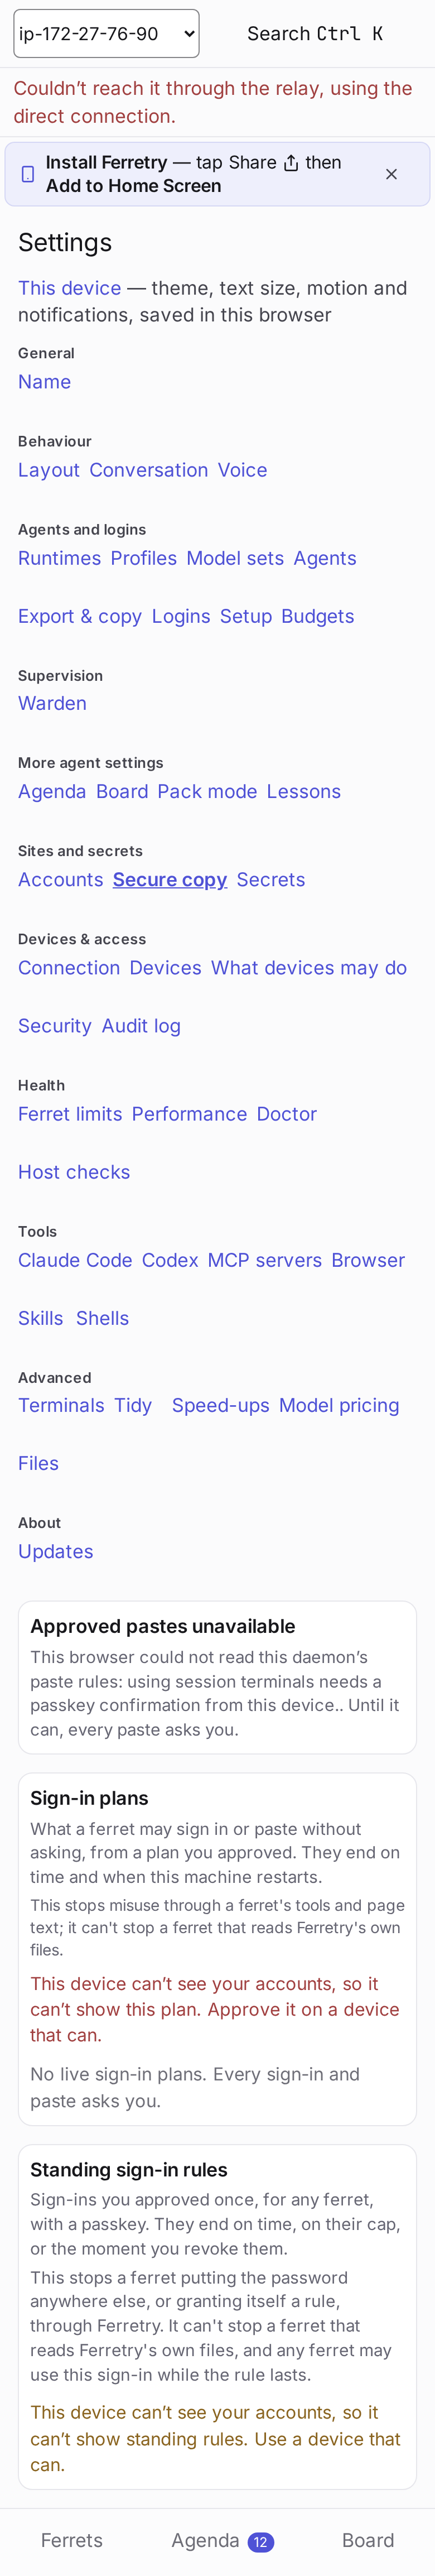 ip-172-27-76-90
Search Ctrl K
Couldn’t reach it through the relay, using the
direct connection.
Install Ferretry — tap Share then
Add to Home Screen
Settings
This device — theme, text size, motion and
notifications, saved in this browser
General
Name
Behaviour
Layout Conversation Voice
Agents and logins
Runtimes Profiles Model sets Agents
Export & copy Logins Setup Budgets
Supervision
Warden
More agent settings
Agenda Board Pack mode Lessons
Sites and secrets
Accounts Secure copy Secrets
Devices & access
Connection Devices What devices may do
Security Audit log
Health
Ferret limits Performance Doctor
Host checks
Tools
Claude Code Codex MCP servers Browser
Skills Shells
Advanced
Terminals Tidy Speed-ups Model pricing
Files
About
Updates
Approved pastes unavailable
This browser could not read this daemon’s
paste rules: using session terminals needs a
passkey confirmation from this device.. Until it
can, every paste asks you.
Sign-in plans
What a ferret may sign in or paste without
asking, from a plan you approved. They end on
time and when this machine restarts.
This stops misuse through a ferret's tools and page
text; it can't stop a ferret that reads Ferretry's own
files.
This device can’t see your accounts, so it
can’t show this plan. Approve it on a device
that can.
No live sign-in plans. Every sign-in and
paste asks you.
Standing sign-in rules
Sign-ins you approved once, for any ferret,
with a passkey. They end on time, on their cap,
or the moment you revoke them.
This stops a ferret putting the password
anywhere else, or granting itself a rule,
through Ferretry. It can't stop a ferret that
reads Ferretry's own files, and any ferret may
use this sign-in while the rule lasts.
This device can’t see your accounts, so it
can’t show standing rules. Use a device that
can.
Ferrets Agenda 12 Board